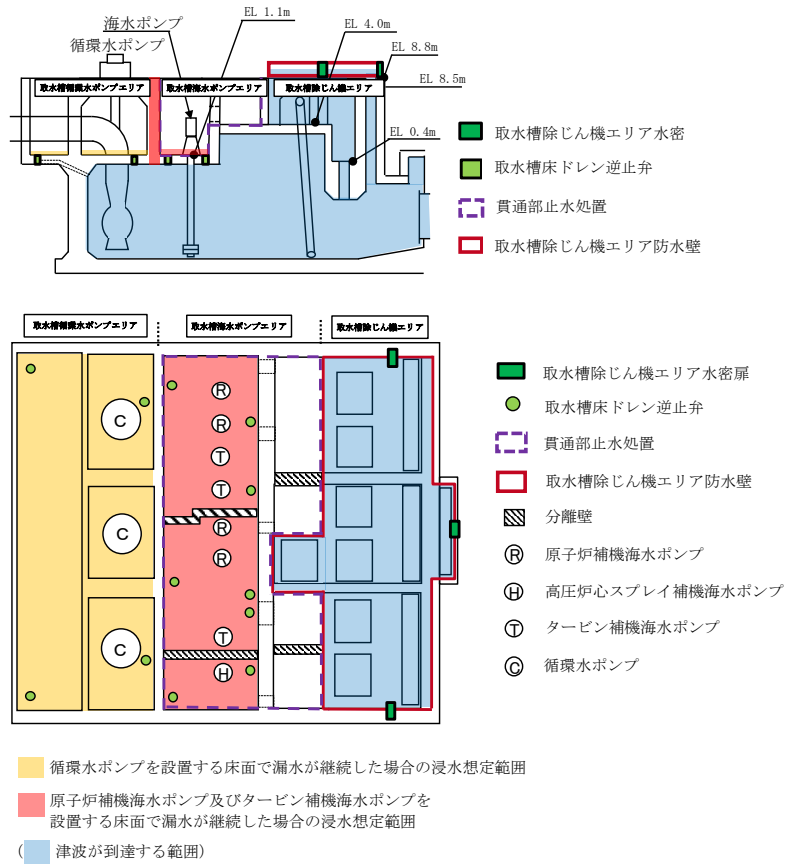 EL 1.1m
海水ポンプ
EL 4.0m
循環水ポンプ
EL 8.8m
EL 8.5m
取水槽循環水ポンプエリア
取水槽海水ポンプエリア
取水槽除じん機エリア
EL 0.4m
取水槽除じん機エリア水密
取水槽床ドレン逆止弁
貫通部止水処置
取水槽除じん機エリア防水壁
取水槽循環水ポンプエリア
取水槽海水ポンプエリア
取水槽除じん機エリア
R
R
T
T
R
R
T
H
C
C
C
取水槽除じん機エリア水密扉
取水槽床ドレン逆止弁
貫通部止水処置
取水槽除じん機エリア防水壁
分離壁
R 原子炉補機海水ポンプ
H 高圧炉心スプレイ補機海水ポンプ
T タービン補機海水ポンプ
C 循環水ポンプ
循環水ポンプを設置する床面で漏水が継続した場合の浸水想定範囲
原子炉補機海水ポンプ及びタービン補機海水ポンプを
設置する床面で漏水が継続した場合の浸水想定範囲
( 津波が到達する範囲)